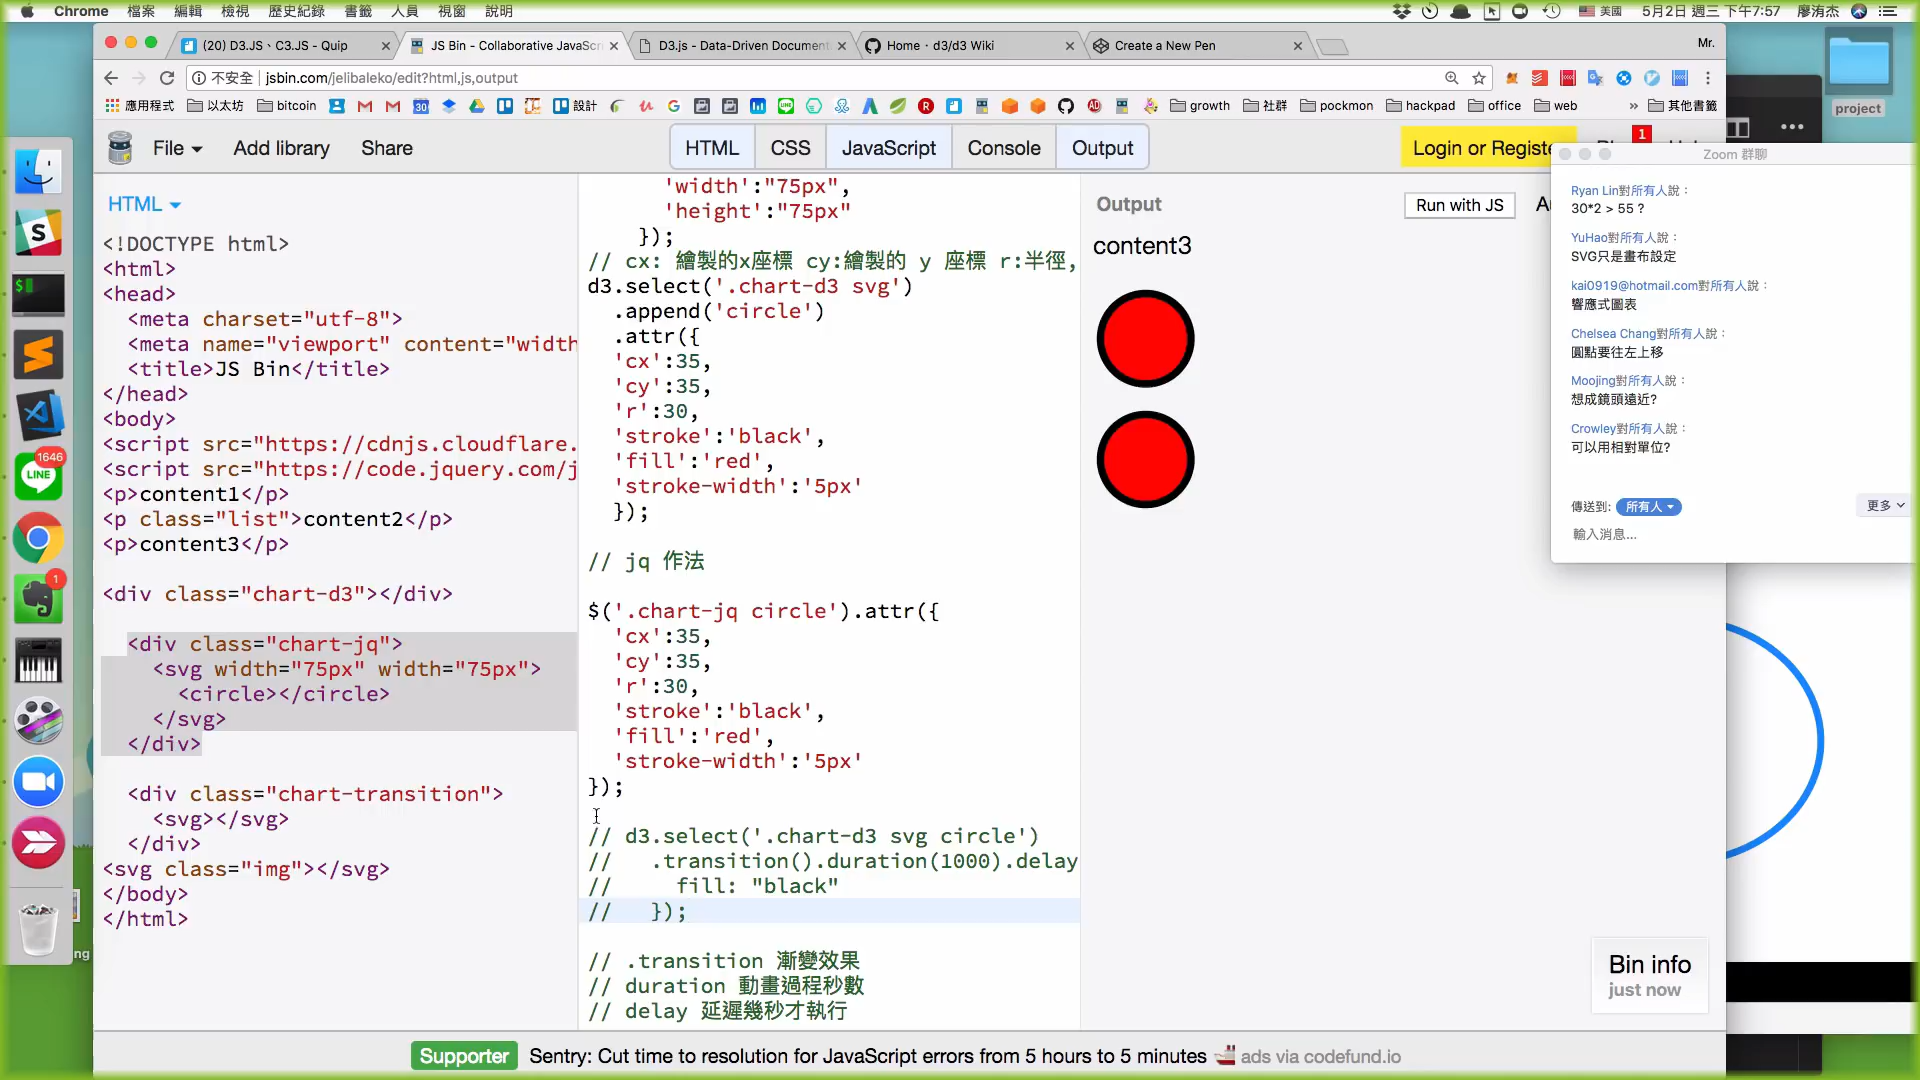 Chrome 檔案 編輯 檢視 歷史紀錄 書籤 人員 視窗 說明
美國 5月2日 週三 下午7:57 廖洧杰
(20) D3.JS、C3.JS - Quip
JS Bin - Collaborative JavaScri
D3.js - Data-Driven Document
Home · d3/d3 Wiki
Create a New Pen
Mr.
不安全 | jsbin.com/jelibaleko/edit?html,js,output
應用程式 以太坊 bitcoin 設計 growth 社群 pockmon hackpad office web » 其他書籤
project
File Add library Share
HTML CSS JavaScript Console Output
Login or Registe
1
HTML
<!DOCTYPE html>
<html>
<head>
<meta charset="utf-8">
<meta name="viewport" content="width
<title>JS Bin</title>
</head>
<body>
<script src="https://cdnjs.cloudflare.
<script src="https://code.jquery.com/j
<p>content1</p>
<p class="list">content2</p>
<p>content3</p>
<div class="chart-d3"></div>
<div class="chart-jq">
<svg width="75px" width="75px">
<circle></circle>
</svg>
</div>
<div class="chart-transition">
<svg></svg>
</div>
<svg class="img"></svg>
</body>
</html>
'width':"75px",
'height':"75px"
});
// cx: 繪製的x座標 cy:繪製的 y 座標 r:半徑,
d3.select('.chart-d3 svg')
.append('circle')
.attr({
'cx':35,
'cy':35,
'r':30,
'stroke':'black',
'fill':'red',
'stroke-width':'5px'
});
// jq 作法
$('.chart-jq circle').attr({
'cx':35,
'cy':35,
'r':30,
'stroke':'black',
'fill':'red',
'stroke-width':'5px'
});
// d3.select('.chart-d3 svg circle')
// .transition().duration(1000).delay
// fill: "black"
// });
// .transition 漸變效果
// duration 動畫過程秒數
// delay 延遲幾秒才執行
Output
Run with JS
content3
Bin info
just now
Zoom 群聊
Ryan Lin對所有人說：
30*2 > 55 ?
YuHao對所有人說：
SVG只是畫布設定
kai0919@hotmail.com對所有人說：
響應式圖表
Chelsea Chang對所有人說：
圓點要往左上移
Moojing對所有人說：
想成鏡頭遠近?
Crowley對所有人說：
可以用相對單位?
傳送到: 所有人
更多
輸入消息...
1646
LINE
1
ng
Supporter Sentry: Cut time to resolution for JavaScript errors from 5 hours to 5 minutes ads via codefund.io